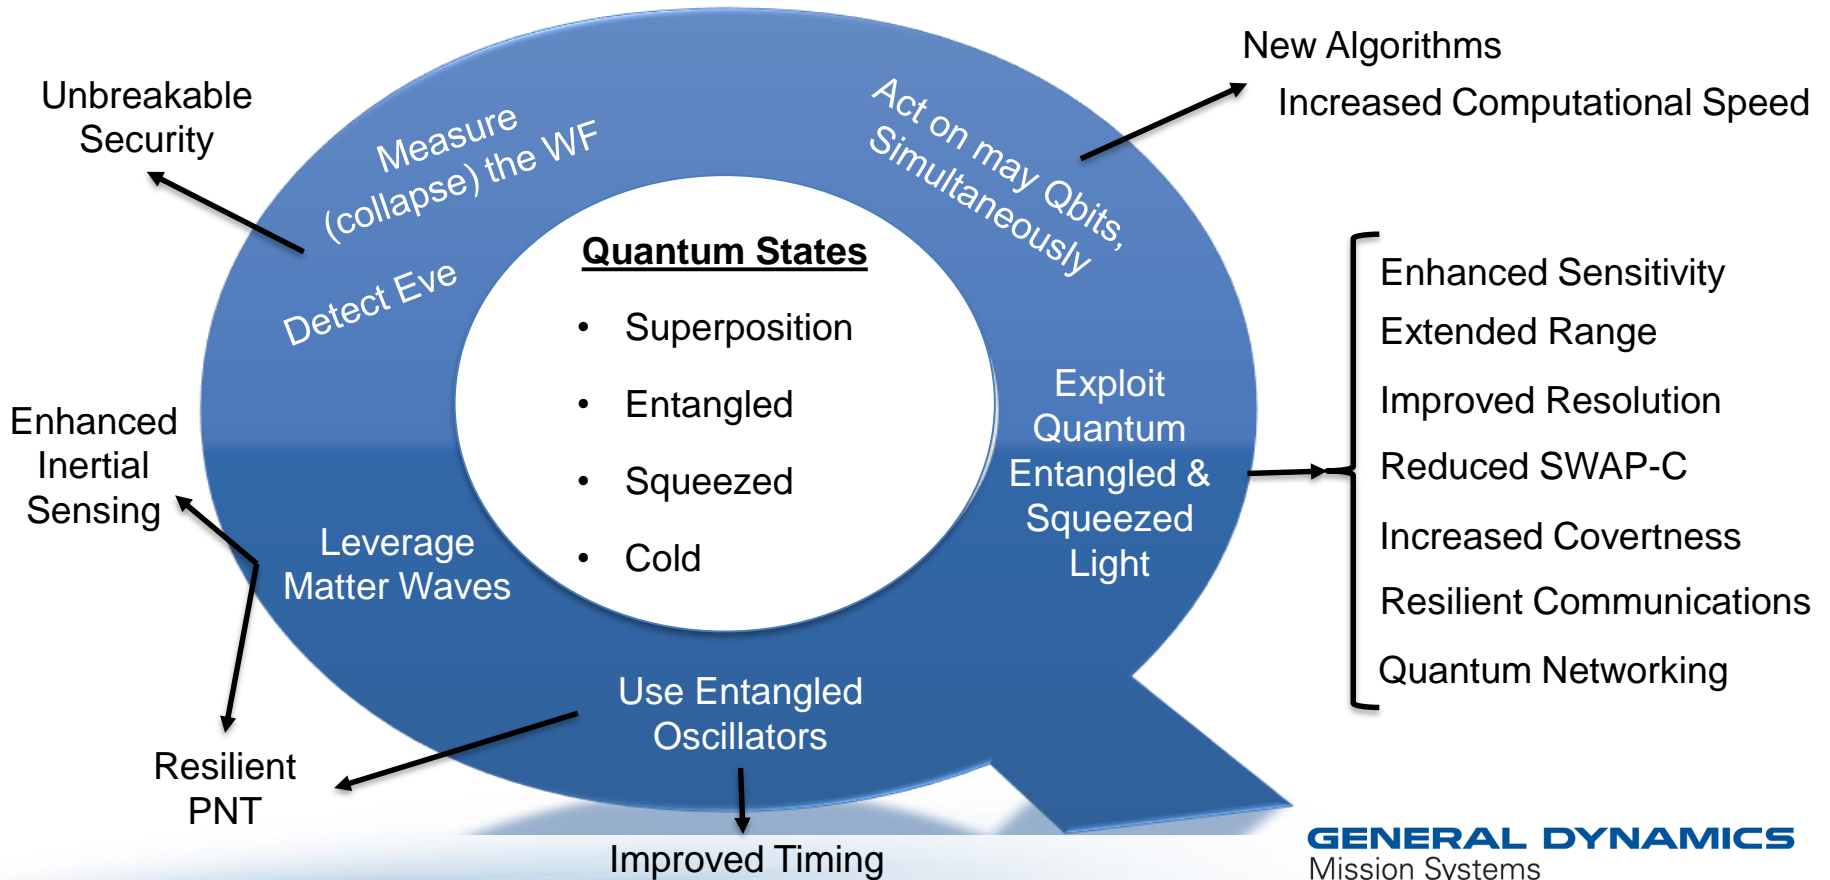 New Algorithms
Increased Computational Speed
Unbreakable
Security
Measure
(collapse) the WF
Detect Eve
Act on may Qbits,
Simultaneously
Quantum States
• Superposition
• Entangled
• Squeezed
• Cold
Exploit
Quantum
Entangled &
Squeezed
Light
Enhanced Sensitivity
Extended Range
Improved Resolution
Reduced SWAP-C
Increased Covertness
Resilient Communications
Quantum Networking
Enhanced
Inertial
Sensing
Leverage
Matter Waves
Use Entangled
Oscillators
Resilient
PNT
Improved Timing
GENERAL DYNAMICS
Mission Systems